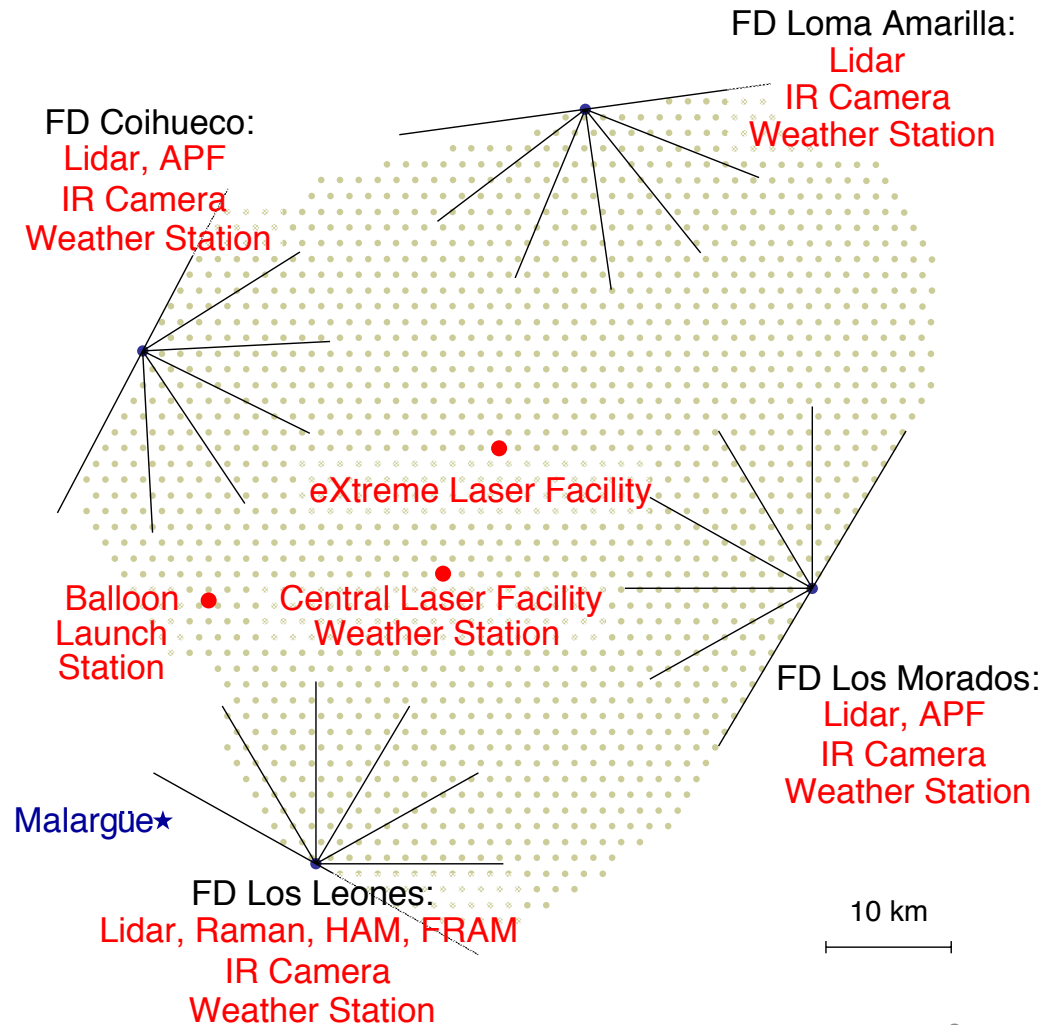 FD Loma Amarilla:
Lidar
IR Camera
Weather Station
FD Coihueco:
Lidar, APF
IR Camera
Weather Station
eXtreme Laser Facility
Balloon
Launch
Station
Central Laser Facility
Weather Station
FD Los Morados:
Lidar, APF
IR Camera
Weather Station
Malargüe
FD Los Leones:
Lidar, Raman, HAM, FRAM
IR Camera
Weather Station
10 km